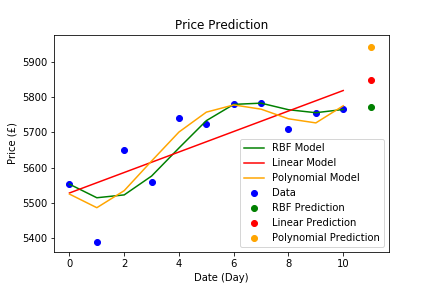 Price Prediction
Price (£)
5900
5800
5700
5600
5500
5400
0 2 4 6 8 10
Date (Day)
RBF Model
Linear Model
Polynomial Model
Data
RBF Prediction
Linear Prediction
Polynomial Prediction